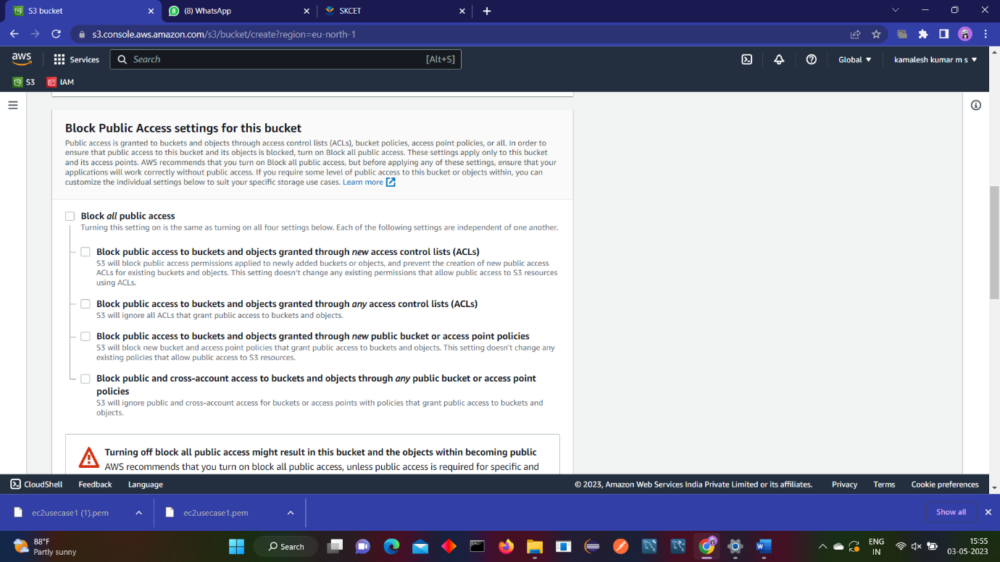 S3 bucket
(8) WhatsApp
SKCET
s3.console.aws.amazon.com/s3/bucket/create?region=eu-north-1
aws
Services
Search
[Alt+S]
Global
kamalesh kumar m s
S3
IAM
Block Public Access settings for this bucket
Public access is granted to buckets and objects through access control lists (ACLs), bucket policies, access point policies, or all. In order to
ensure that public access to this bucket and its objects is blocked, turn on Block all public access. These settings apply only to this bucket
and its access points. AWS recommends that you turn on Block all public access, but before applying any of these settings, ensure that your
applications will work correctly without public access. If you require some level of public access to this bucket or objects within, you can
customize the individual settings below to suit your specific storage use cases. Learn more
Block all public access
Turning this setting on is the same as turning on all four settings below. Each of the following settings are independent of one another.
Block public access to buckets and objects granted through new access control lists (ACLs)
S3 will block public access permissions applied to newly added buckets or objects, and prevent the creation of new public access
ACLs for existing buckets and objects. This setting doesn't change any existing permissions that allow public access to S3 resources
using ACLs.
Block public access to buckets and objects granted through any access control lists (ACLs)
S3 will ignore all ACLs that grant public access to buckets and objects.
Block public access to buckets and objects granted through new public bucket or access point policies
S3 will block new bucket and access point policies that grant public access to buckets and objects. This setting doesn't change any
existing policies that allow public access to S3 resources.
Block public and cross-account access to buckets and objects through any public bucket or access point
policies
S3 will ignore public and cross-account access for buckets or access points with policies that grant public access to buckets and
objects.
Turning off block all public access might result in this bucket and the objects within becoming public
AWS recommends that you turn on block all public access, unless public access is required for specific and
CloudShell
Feedback
Language
© 2023, Amazon Web Services India Private Limited or its affiliates.
Privacy
Terms
Cookie preferences
ec2usecase1 (1).pem
ec2usecase1.pem
Show all
88°F
Partly sunny
Search
ENG
IN
15:55
03-05-2023